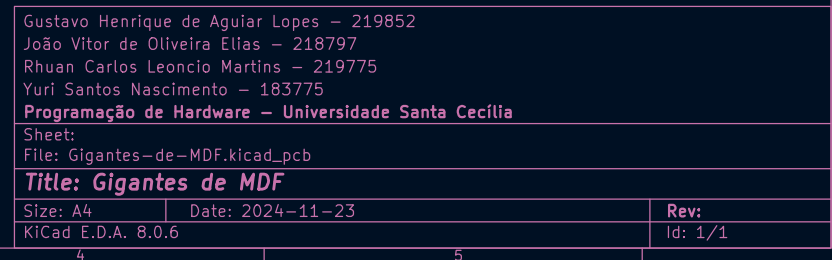 Gustavo Henrique de Aguiar Lopes - 219852
João Vitor de Oliveira Elias - 218797
Rhuan Carlos Leoncio Martins - 219775
Yuri Santos Nascimento - 183775
Programação de Hardware - Universidade Santa Cecília
Sheet:
File: Gigantes-de-MDF.kicad_pcb
Title: Gigantes de MDF
Size: A4 Date: 2024-11-23 Rev:
KiCad E.D.A. 8.0.6 Id: 1/1
4 5